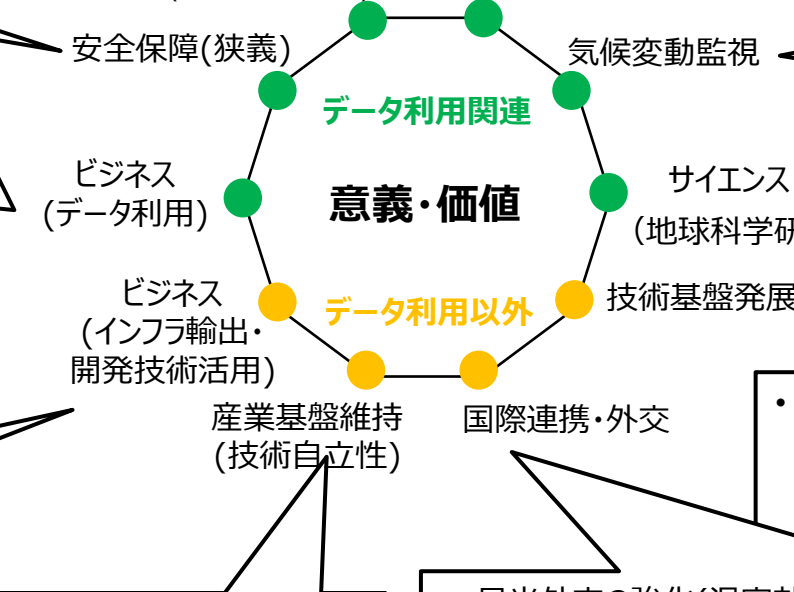 安全保障(狭義)
気候変動監視
データ利用関連
ビジネス
(データ利用)
意義・価値
サイエンス
(地球科学研
ビジネス
(インフラ輸出・
開発技術活用)
データ利用以外
技術基盤発展
産業基盤維持
(技術自立性)
国際連携・外交
•